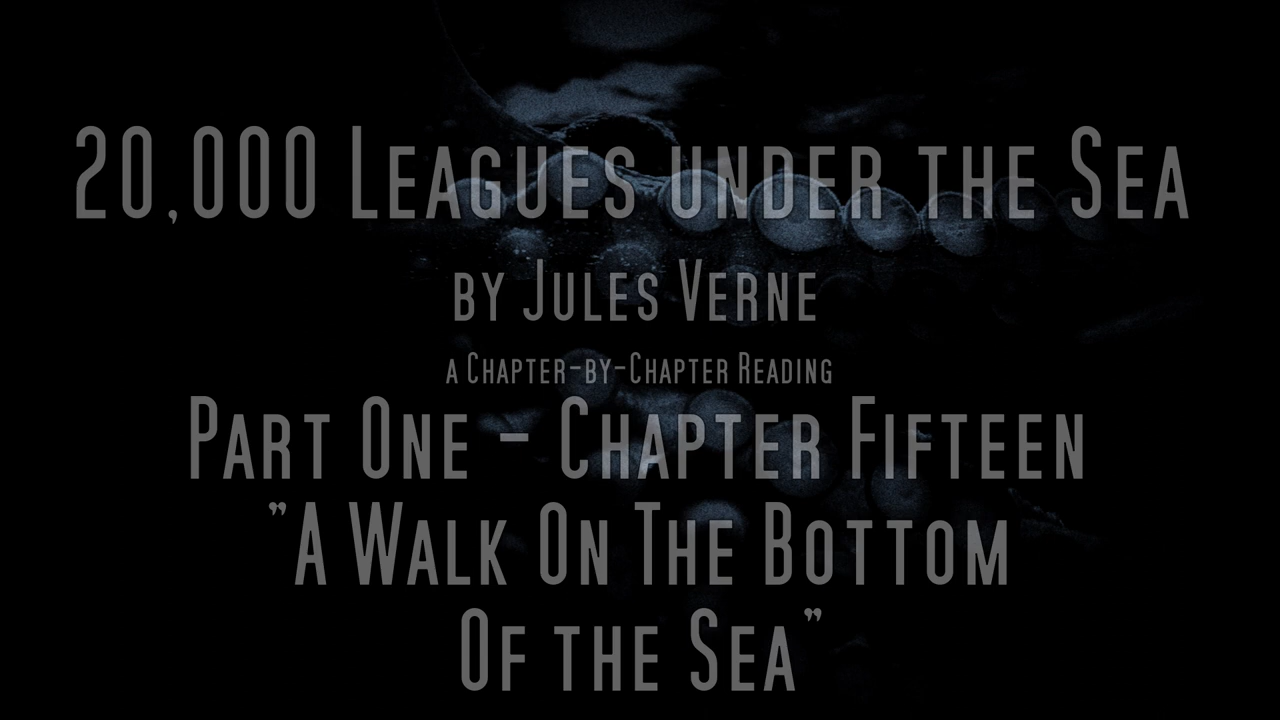 20,000 Leagues under the Sea
by Jules Verne
a Chapter-by-Chapter Reading
Part One - Chapter Fifteen
"A Walk On The Bottom
Of the Sea"